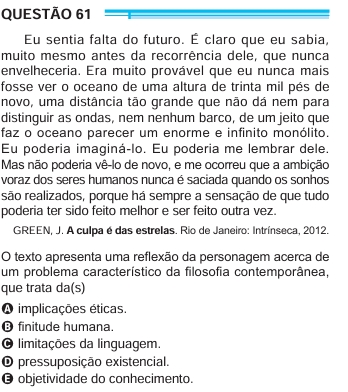 QUESTÃO 61
Eu sentia falta do futuro. É claro que eu sabia,
muito mesmo antes da recorrência dele, que nunca
envelheceria. Era muito provável que eu nunca mais
fosse ver o oceano de uma altura de trinta mil pés de
novo, uma distância tão grande que não dá nem para
distinguir as ondas, nem nenhum barco, de um jeito que
faz o oceano parecer um enorme e infinito monólito.
Eu poderia imaginá-lo. Eu poderia me lembrar dele.
Mas não poderia vê-lo de novo, e me ocorreu que a ambição
voraz dos seres humanos nunca é saciada quando os sonhos
são realizados, porque há sempre a sensação de que tudo
poderia ter sido feito melhor e ser feito outra vez.
GREEN, J. A culpa é das estrelas. Rio de Janeiro: Intrínseca, 2012.
O texto apresenta uma reflexão da personagem acerca de
um problema característico da filosofia contemporânea,
que trata da(s)
A implicações éticas.
B finitude humana.
C limitações da linguagem.
D pressuposição existencial.
E objetividade do conhecimento.